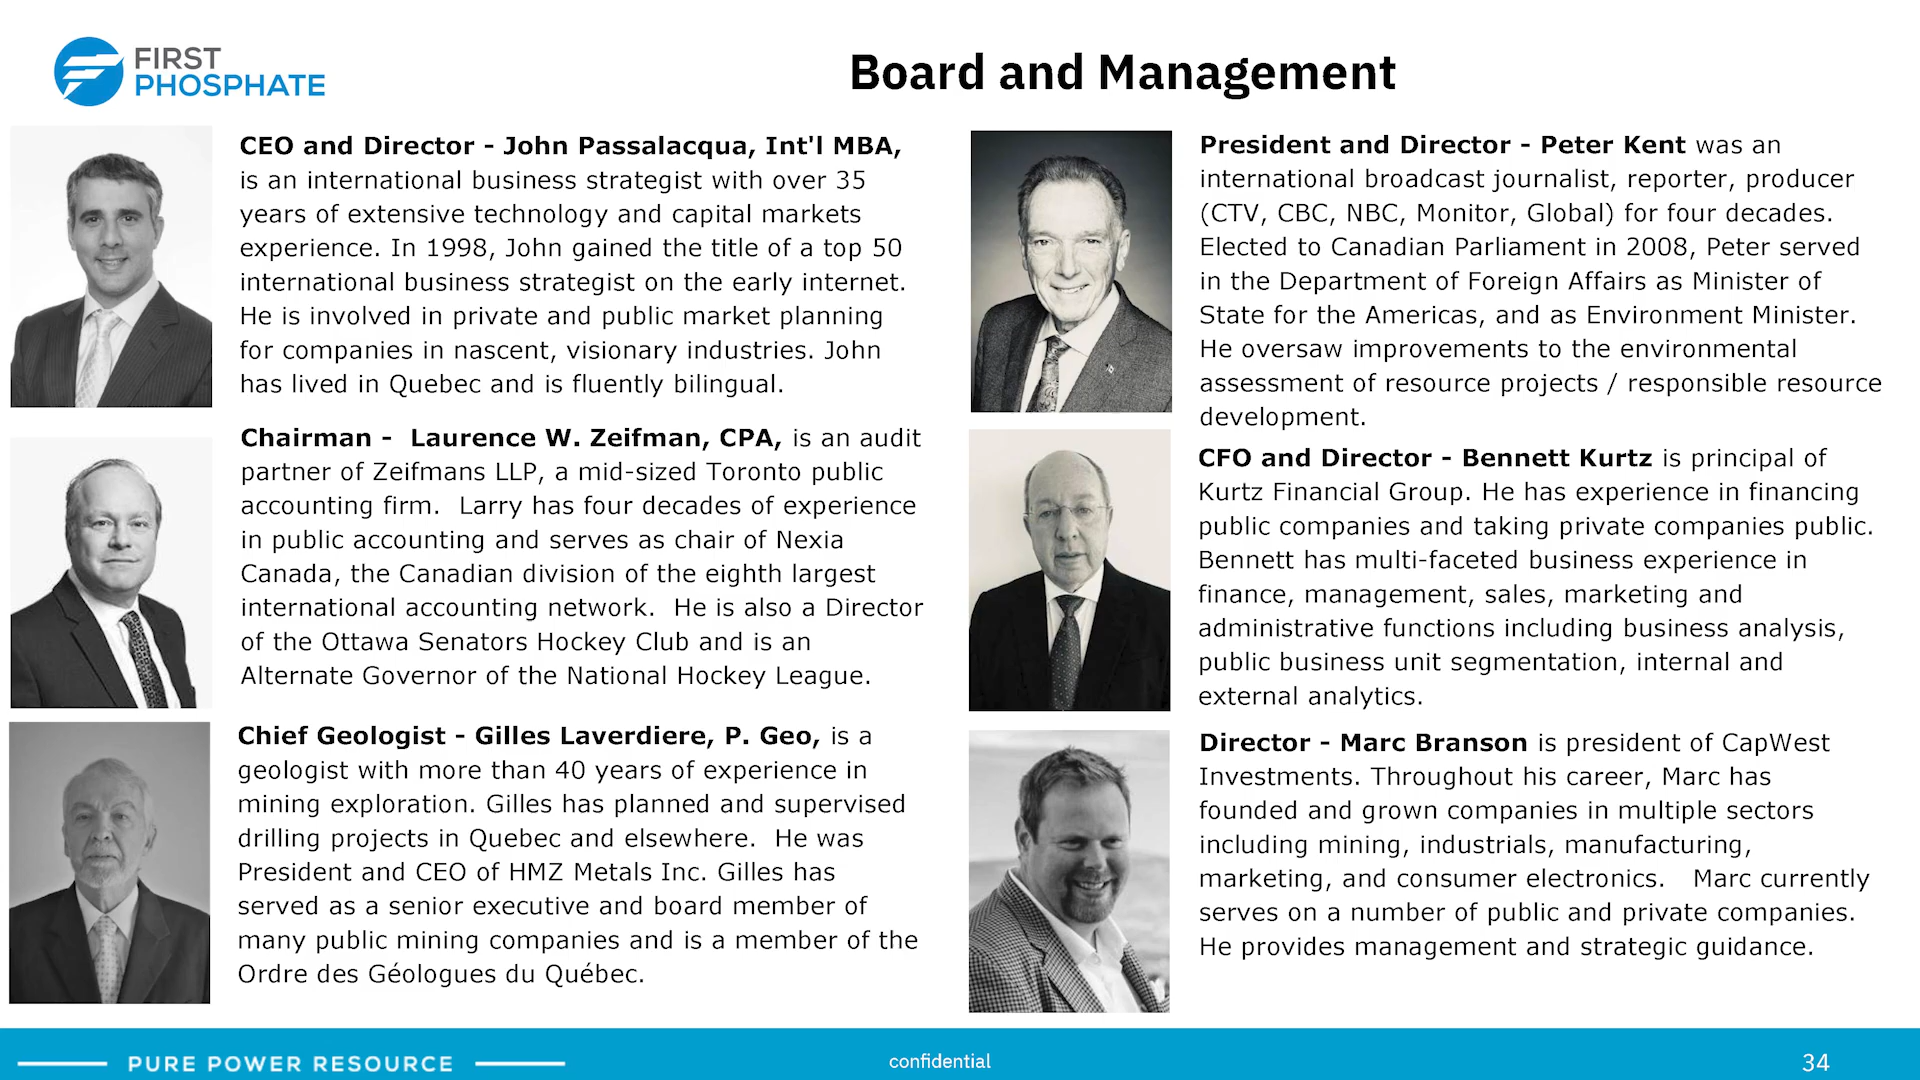 FIRST
PHOSPHATE
Board and Management
CEO and Director - John Passalacqua, Int'l MBA,
is an international business strategist with over 35
years of extensive technology and capital markets
experience. In 1998, John gained the title of a top 50
international business strategist on the early internet.
He is involved in private and public market planning
for companies in nascent, visionary industries. John
has lived in Quebec and is fluently bilingual.
Chairman -  Laurence W. Zeifman, CPA, is an audit
partner of Zeifmans LLP, a mid-sized Toronto public
accounting firm.  Larry has four decades of experience
in public accounting and serves as chair of Nexia
Canada, the Canadian division of the eighth largest
international accounting network.  He is also a Director
of the Ottawa Senators Hockey Club and is an
Alternate Governor of the National Hockey League.
Chief Geologist - Gilles Laverdiere, P. Geo, is a
geologist with more than 40 years of experience in
mining exploration. Gilles has planned and supervised
drilling projects in Quebec and elsewhere.  He was
President and CEO of HMZ Metals Inc. Gilles has
served as a senior executive and board member of
many public mining companies and is a member of the
Ordre des Géologues du Québec.
President and Director - Peter Kent was an
international broadcast journalist, reporter, producer
(CTV, CBC, NBC, Monitor, Global) for four decades.
Elected to Canadian Parliament in 2008, Peter served
in the Department of Foreign Affairs as Minister of
State for the Americas, and as Environment Minister.
He oversaw improvements to the environmental
assessment of resource projects / responsible resource
development.
CFO and Director - Bennett Kurtz is principal of
Kurtz Financial Group. He has experience in financing
public companies and taking private companies public.
Bennett has multi-faceted business experience in
finance, management, sales, marketing and
administrative functions including business analysis,
public business unit segmentation, internal and
external analytics.
Director - Marc Branson is president of CapWest
Investments. Throughout his career, Marc has
founded and grown companies in multiple sectors
including mining, industrials, manufacturing,
marketing, and consumer electronics.   Marc currently
serves on a number of public and private companies.
He provides management and strategic guidance.
PURE POWER RESOURCE
confidential
34